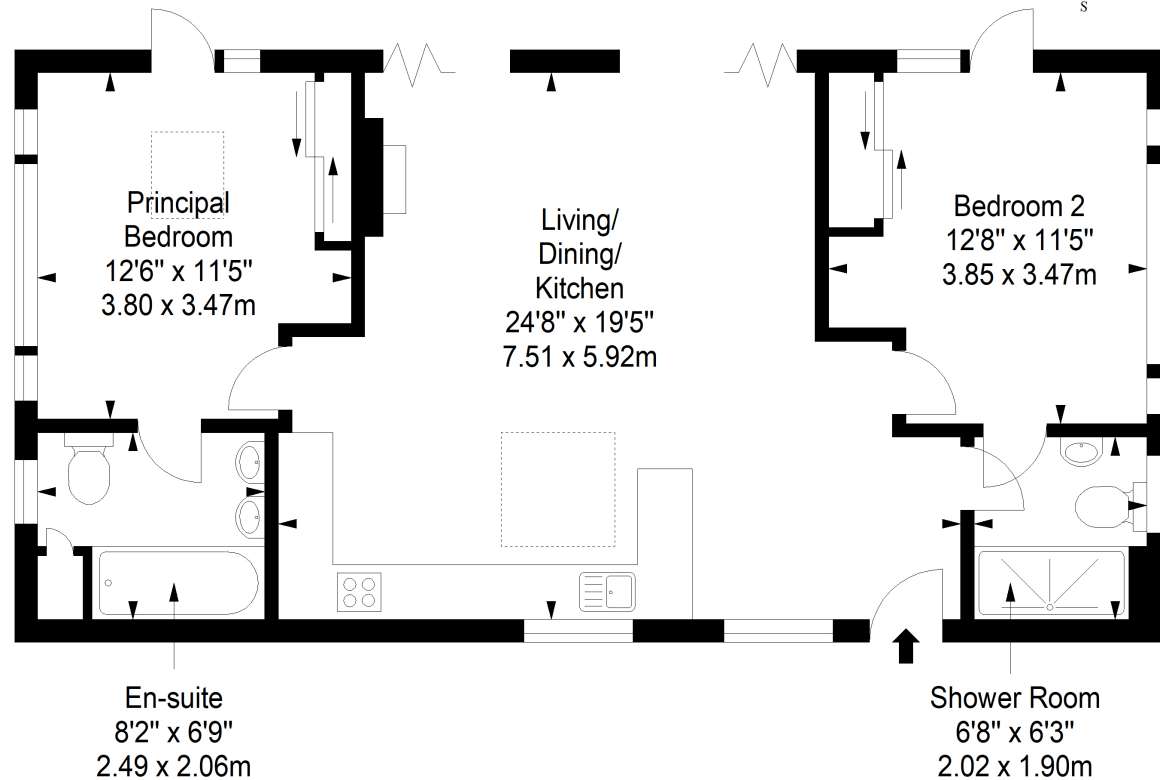 S
Principal
Bedroom
12'6" x 11'5"
3.80 x 3.47m
Living/
Dining/
Kitchen
24'8" x 19'5"
7.51 x 5.92m
Bedroom 2
12'8" x 11'5"
3.85 x 3.47m
En-suite
8'2" x 6'9"
2.49 x 2.06m
Shower Room
6'8" x 6'3"
2.02 x 1.90m